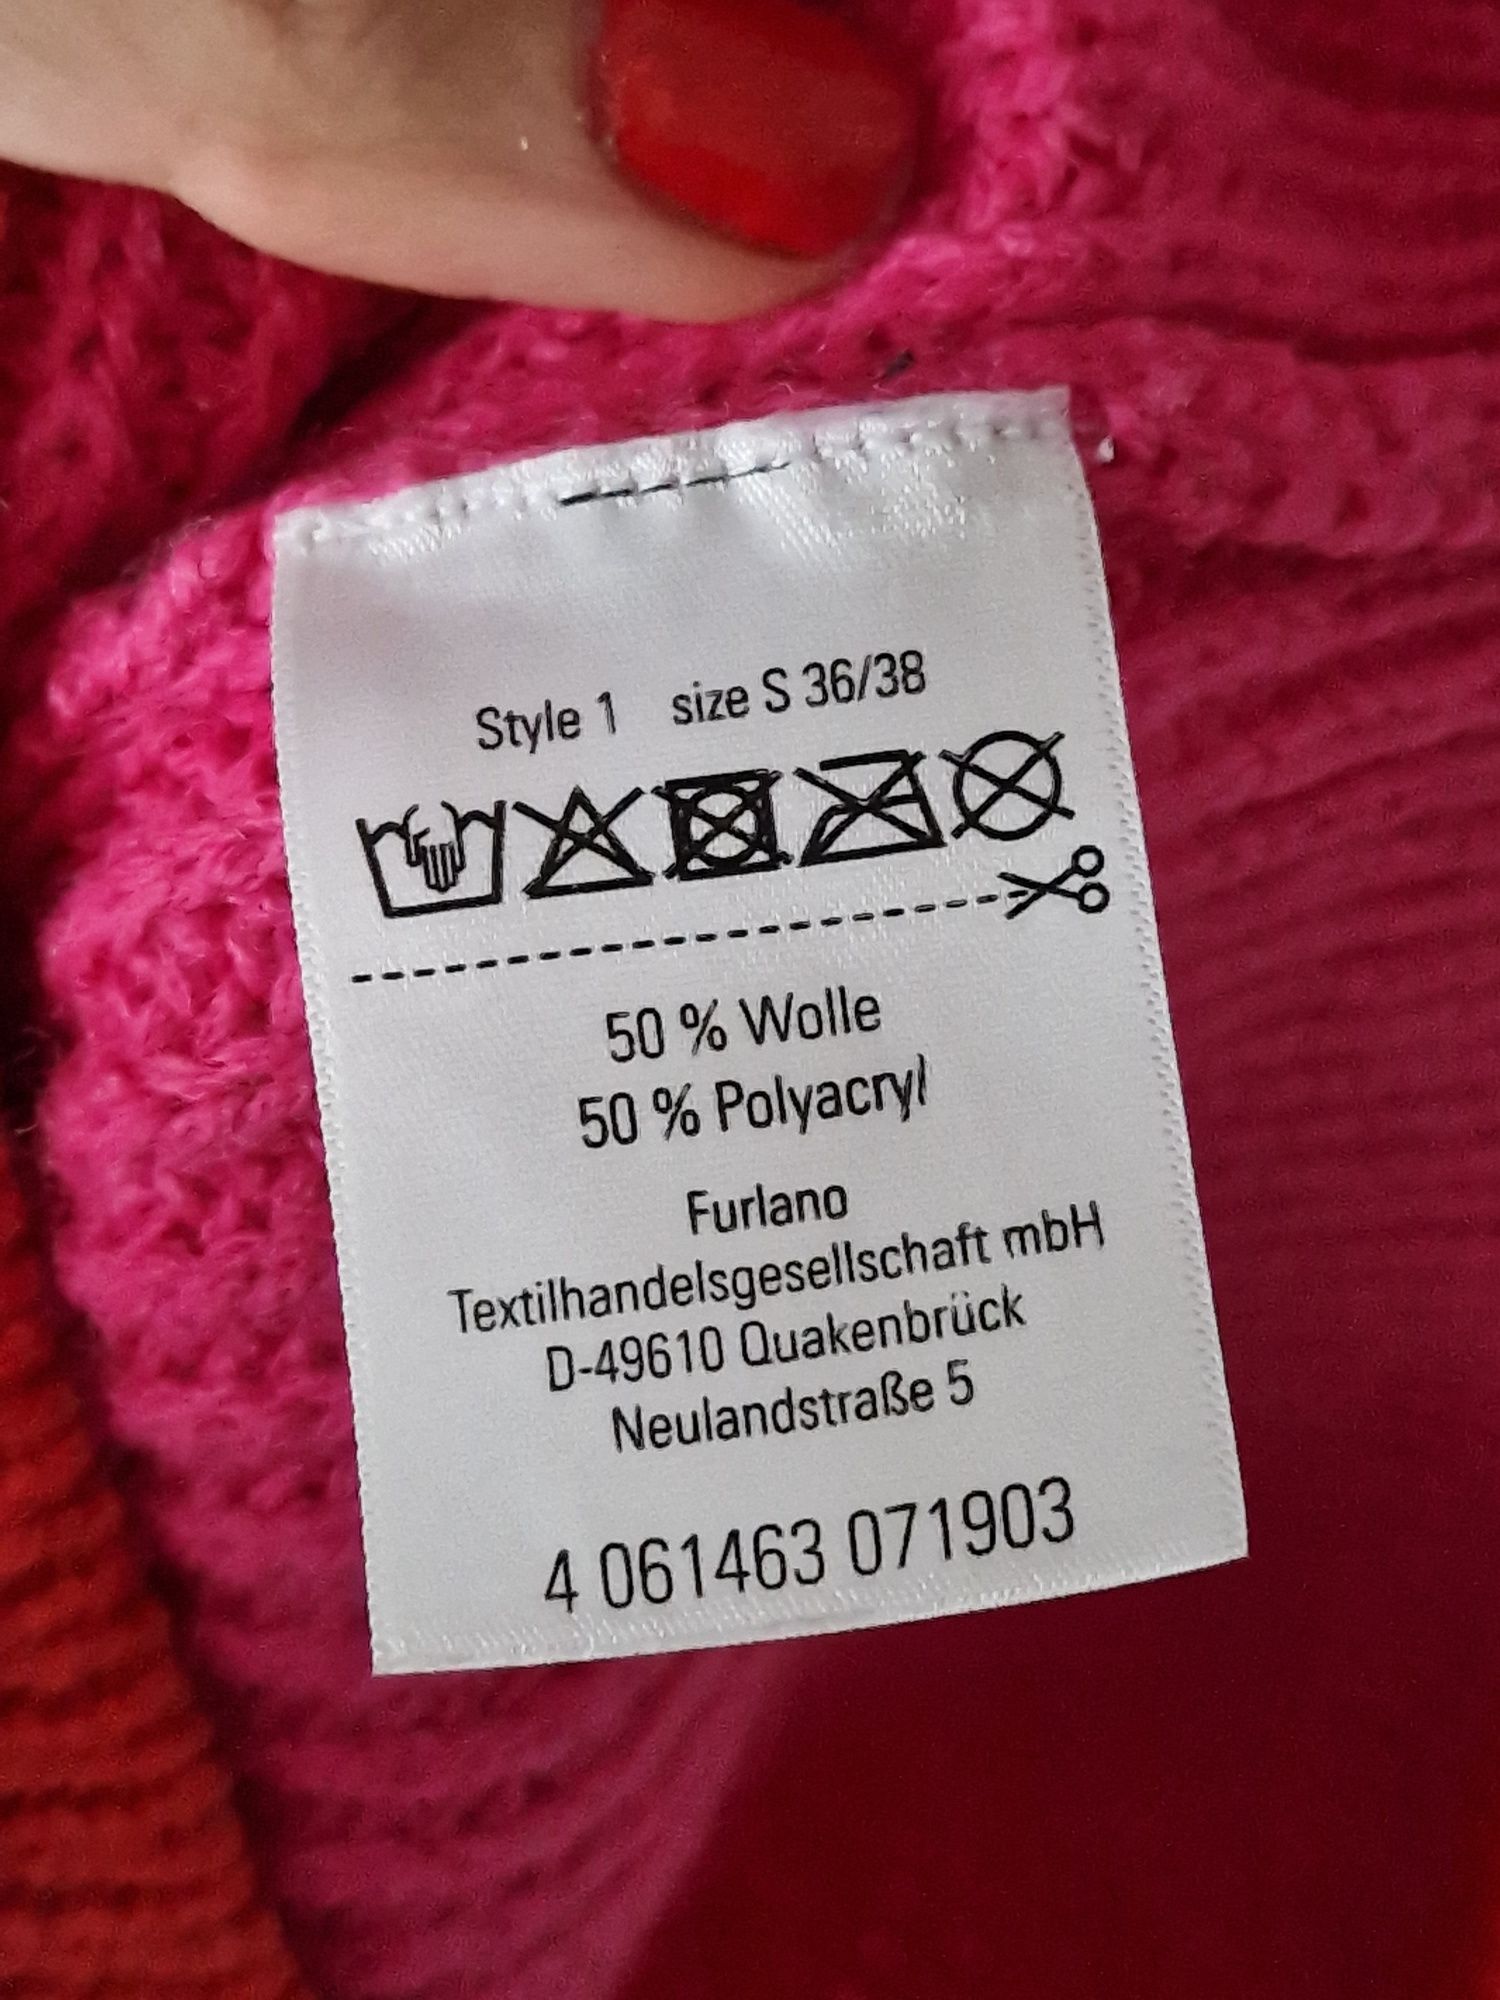 Style 1 size S 36/38
50 % Wolle
50 % Polyacryl
Furlano
Textilhandelsgesellschaft mbH
D-49610 Quakenbrück
Neulandstraße 5
4 061463 071903